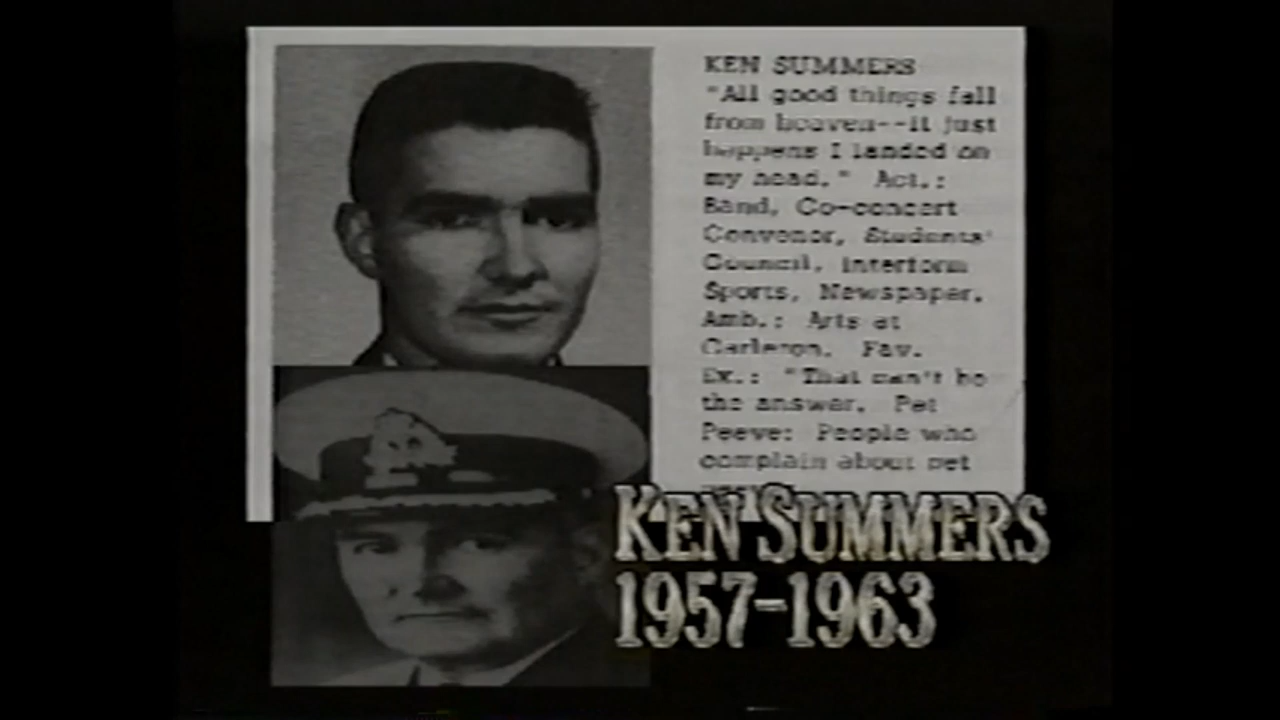 KEN SUMMERS
"All good things fall
from heaven--it just
happens I landed on
my head." Act.:
Band, Co-concert
Convenor, Students'
Council, Interform
Sports, Newspaper.
Amb.: Arts at
Carleton. Fav.
Ex.: "That can't be
the answer. Pet
Peeve: People who
complain about pet
KEN SUMMERS
1957-1963